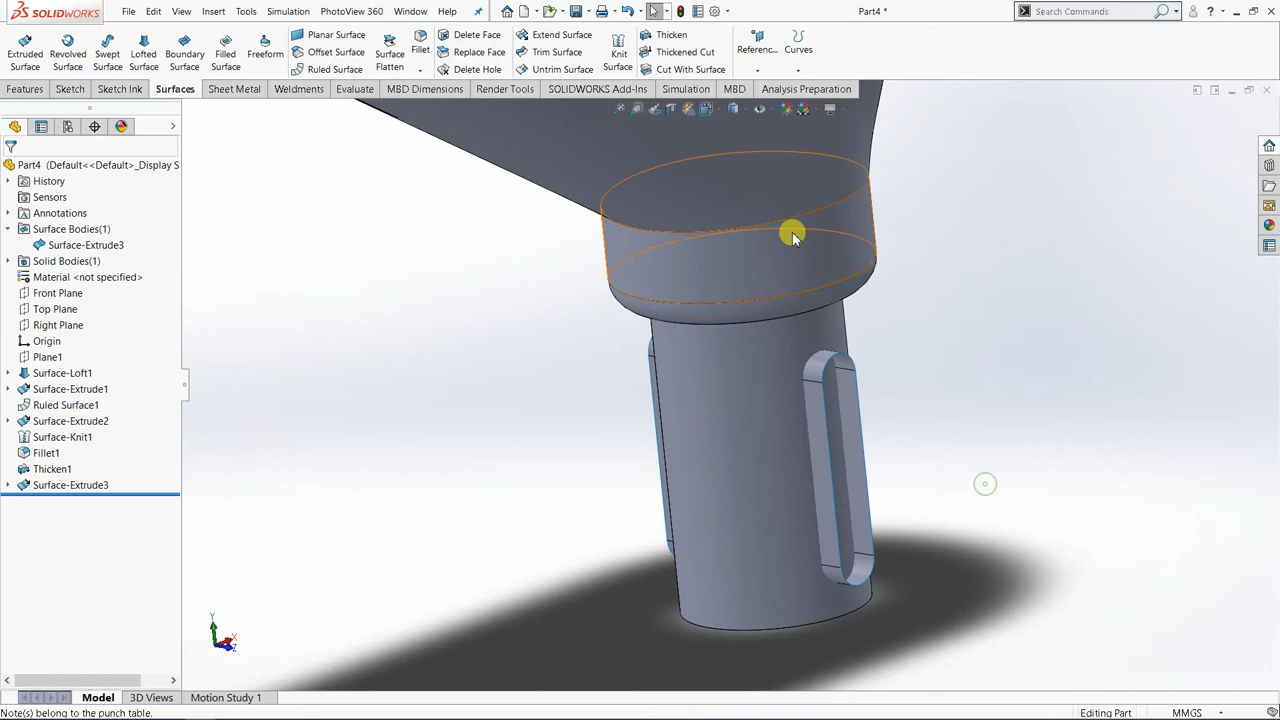 SOLIDWORKS File Edit View Insert Tools Simulation PhotoView 360 Window Help Part4 * Search Commands
Extruded Surface
Revolved Surface
Swept Surface
Lofted Surface
Boundary Surface
Filled Surface
Freeform
Planar Surface
Offset Surface
Ruled Surface
Surface Flatten
Fillet
Delete Face
Replace Face
Delete Hole
Extend Surface
Trim Surface
Untrim Surface
Knit Surface
Thicken
Thickened Cut
Cut With Surface
Referenc...
Curves
Features Sketch Sketch Ink Surfaces Sheet Metal Weldments Evaluate MBD Dimensions Render Tools SOLIDWORKS Add-Ins Simulation MBD Analysis Preparation
Part4 (Default<<Default>_Display S
History
Sensors
Annotations
Surface Bodies(1)
Surface-Extrude3
Solid Bodies(1)
Material <not specified>
Front Plane
Top Plane
Right Plane
Origin
Plane1
Surface-Loft1
Surface-Extrude1
Ruled Surface1
Surface-Extrude2
Surface-Knit1
Fillet1
Thicken1
Surface-Extrude3
Y
X
Z
Model 3D Views Motion Study 1
Note(s) belong to the punch table. Editing Part MMGS